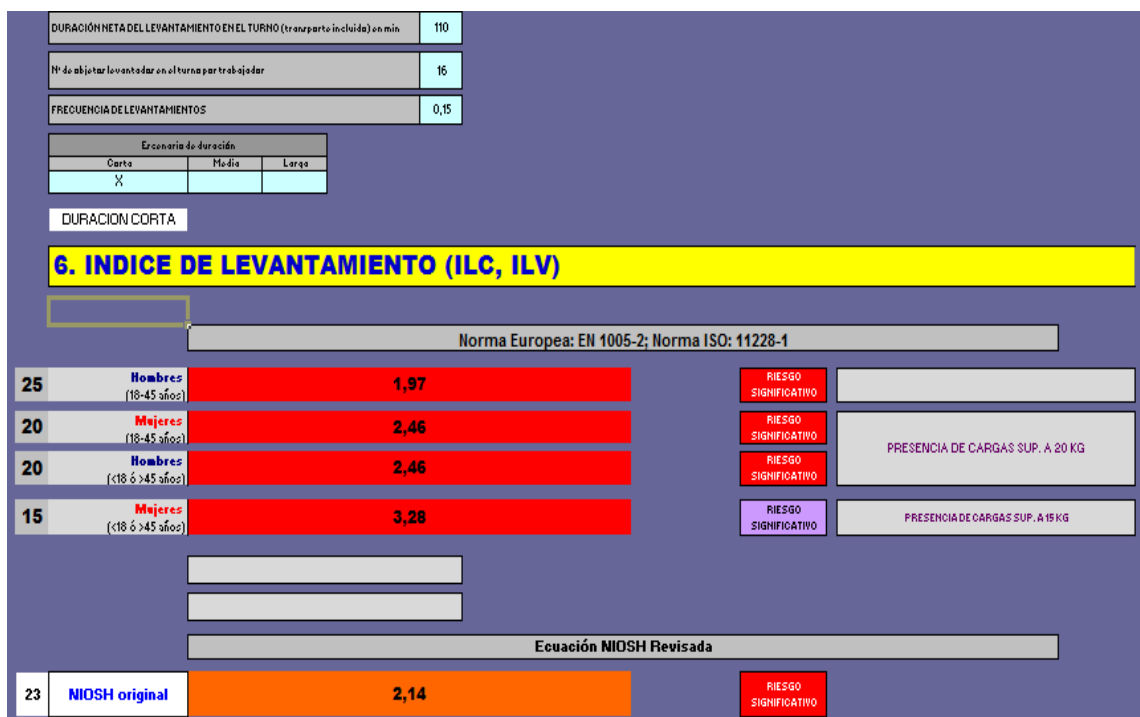 DURACIÓN NETA DEL LEVANTAMIENTO EN EL TURNO (transporte incluido) en min 110
Nº de objetos levantados en el turno por trabajador 16
FRECUENCIA DE LEVANTAMIENTOS 0,15
Escenario de duración
Corta Media Larga
X
DURACION CORTA
6. INDICE DE LEVANTAMIENTO (ILC, ILV)
Norma Europea: EN 1005-2; Norma ISO: 11228-1
25 Hombres (18-45 años) 1,97 RIESGO SIGNIFICATIVO
20 Mujeres (18-45 años) 2,46 RIESGO SIGNIFICATIVO
PRESENCIA DE CARGAS SUP. A 20 KG
20 Hombres (<18 ó >45 años) 2,46 RIESGO SIGNIFICATIVO
15 Mujeres (<18 ó >45 años) 3,28 RIESGO SIGNIFICATIVO PRESENCIA DE CARGAS SUP. A 15 KG
Ecuación NIOSH Revisada
23 NIOSH original 2,14 RIESGO SIGNIFICATIVO